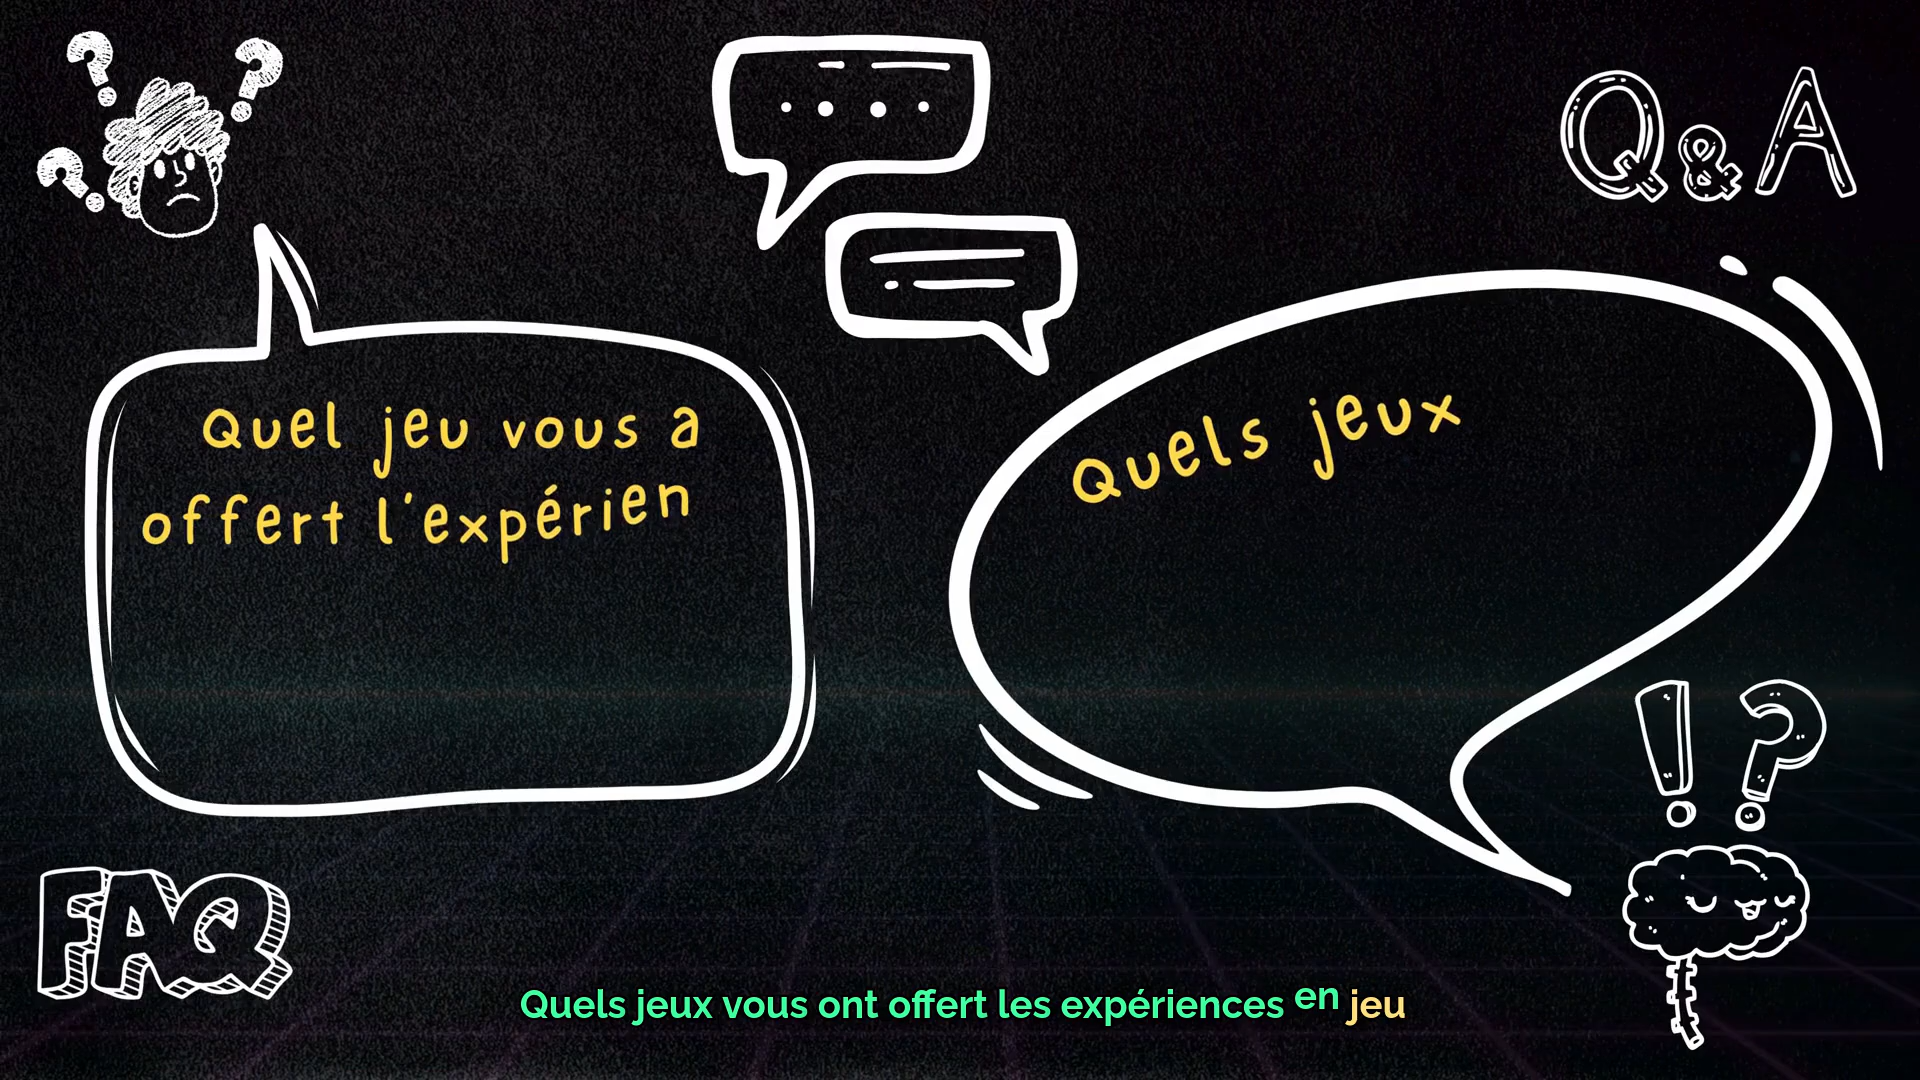 Q&A
Quel jeu vous a
offert l'expérien
Quels jeux
FAQ
Quels jeux vous ont offert les expériences en jeu